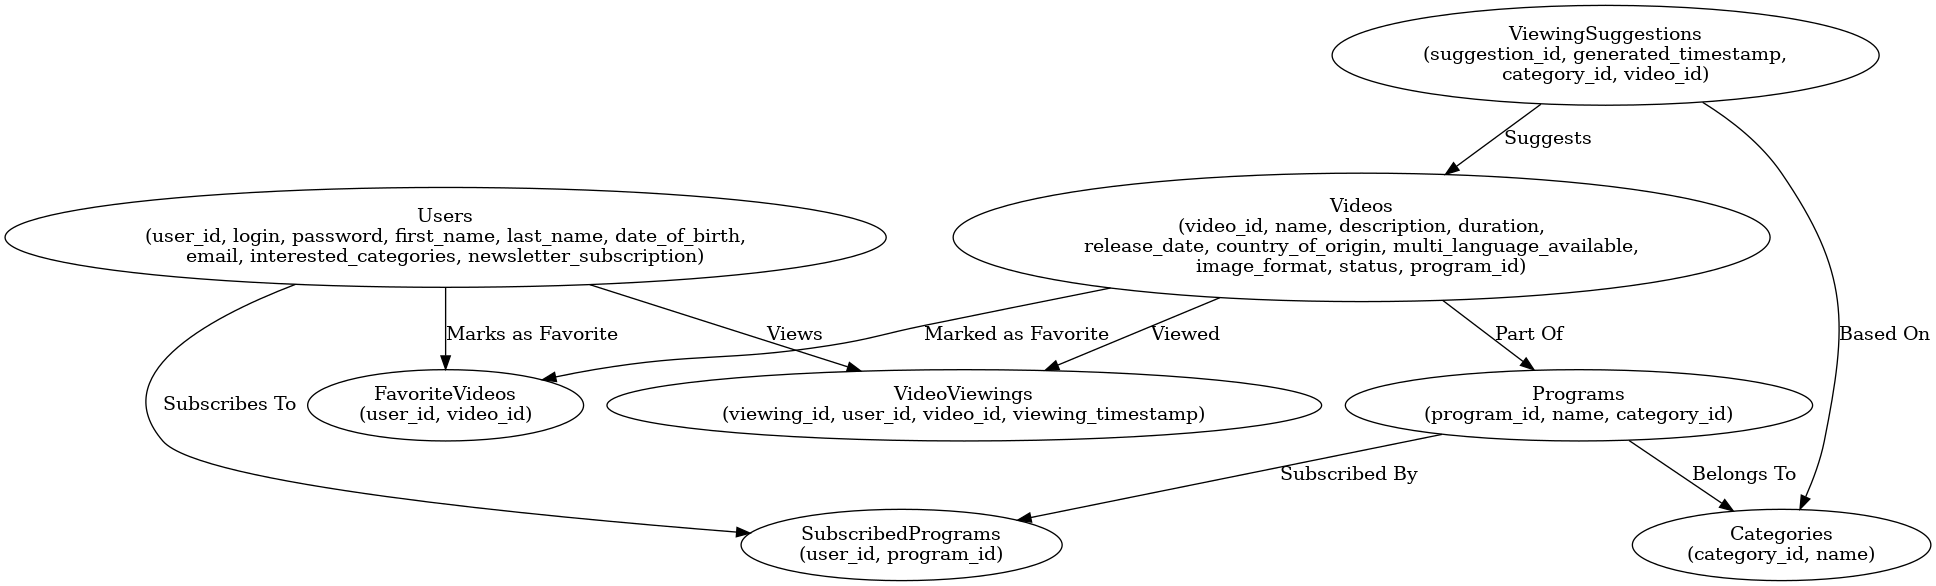 ViewingSuggestions
(suggestion_id, generated_timestamp,
category_id, video_id)
Suggests
Users
(user_id, login, password, first_name, last_name, date_of_birth,
email, interested_categories, newsletter_subscription)
Videos
(video_id, name, description, duration,
release_date, country_of_origin, multi_language_available,
image_format, status, program_id)
Marks as Favorite
Views
Marked as Favorite
Viewed
Part Of
Based On
Subscribes To
FavoriteVideos
(user_id, video_id)
VideoViewings
(viewing_id, user_id, video_id, viewing_timestamp)
Programs
(program_id, name, category_id)
Subscribed By
Belongs To
SubscribedPrograms
(user_id, program_id)
Categories
(category_id, name)